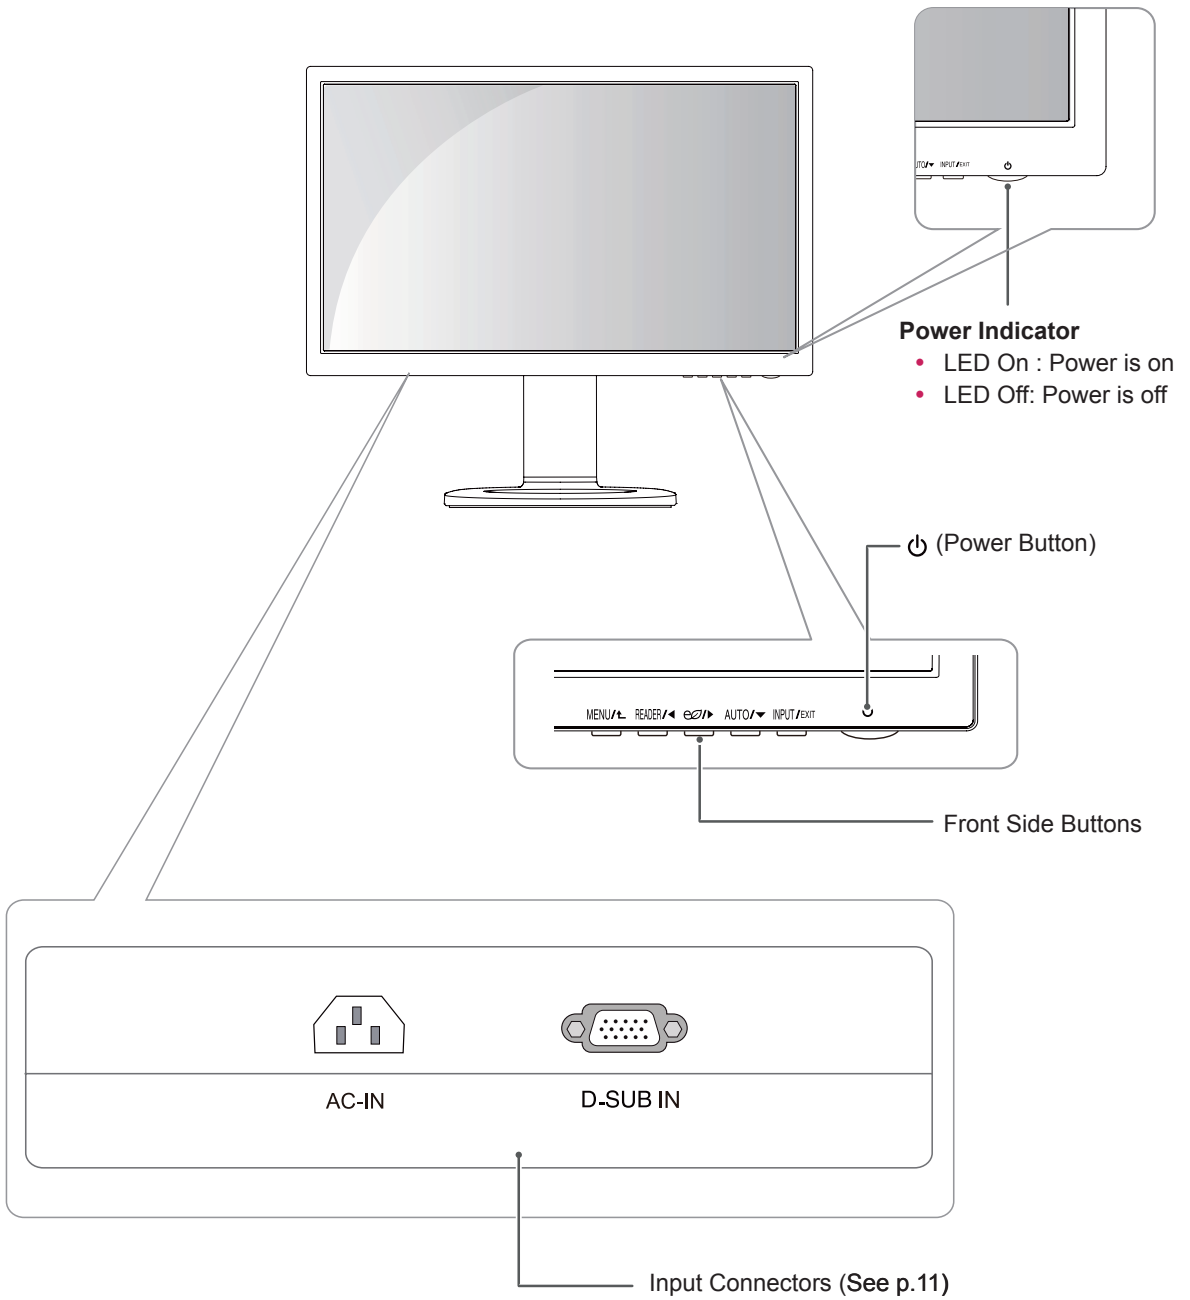 UTO/▼ INPUT/EXIT ⏻
Power Indicator
• LED On : Power is on
• LED Off: Power is off
⏻ (Power Button)
MENU/ READER/◀ e/▶ AUTO/▼ INPUT/EXIT
Front Side Buttons
AC-IN D-SUB IN
Input Connectors (See p.11)